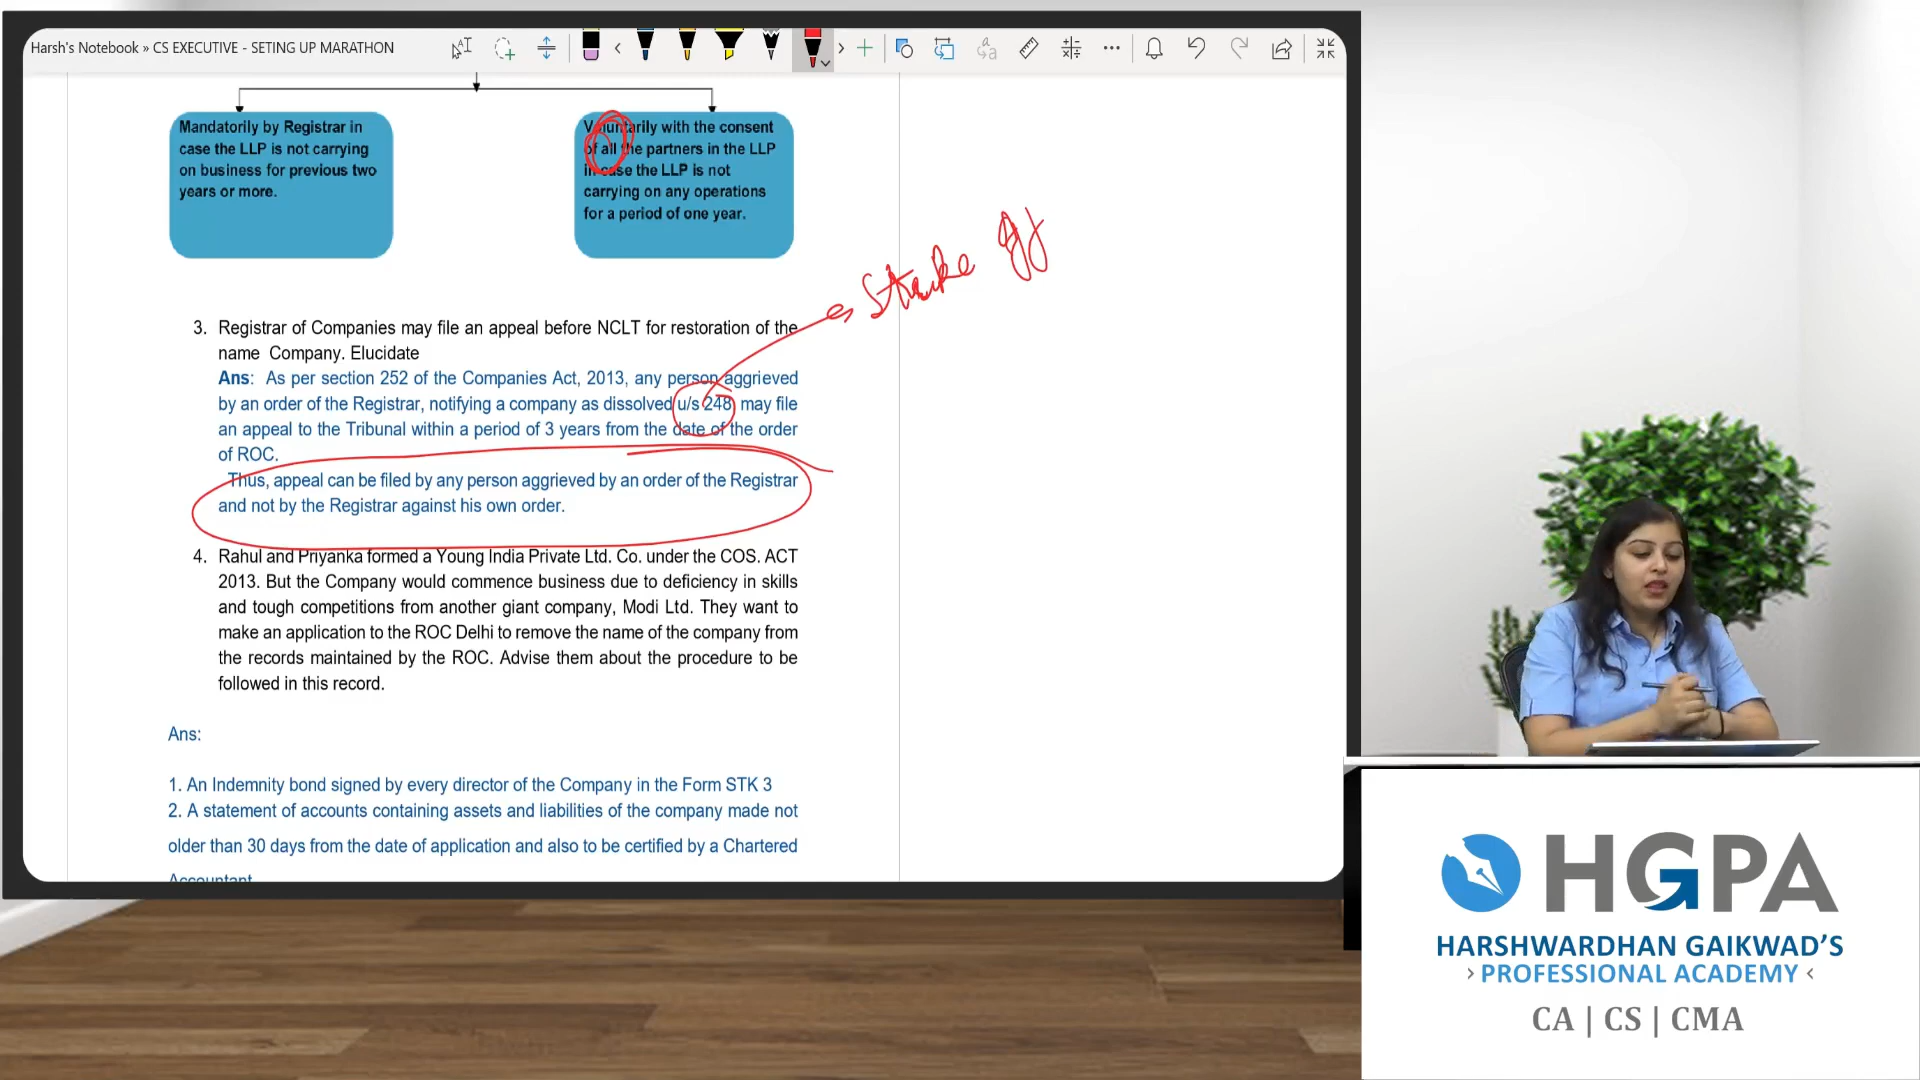 Harsh's Notebook » CS EXECUTIVE - SETING UP MARATHON
Mandatorily by Registrar in
case the LLP is not carrying
on business for previous two
years or more.
Voluntarily with the consent
of all the partners in the LLP
in case the LLP is not
carrying on any operations
for a period of one year.
Strike off
3. Registrar of Companies may file an appeal before NCLT for restoration of the
name Company. Elucidate
Ans: As per section 252 of the Companies Act, 2013, any person aggrieved
by an order of the Registrar, notifying a company as dissolved u/s 248, may file
an appeal to the Tribunal within a period of 3 years from the date of the order
of ROC.
Thus, appeal can be filed by any person aggrieved by an order of the Registrar
and not by the Registrar against his own order.
4. Rahul and Priyanka formed a Young India Private Ltd. Co. under the COS. ACT
2013. But the Company would commence business due to deficiency in skills
and tough competitions from another giant company, Modi Ltd. They want to
make an application to the ROC Delhi to remove the name of the company from
the records maintained by the ROC. Advise them about the procedure to be
followed in this record.
Ans:
1. An Indemnity bond signed by every director of the Company in the Form STK 3
2. A statement of accounts containing assets and liabilities of the company made not
older than 30 days from the date of application and also to be certified by a Chartered
Accountant
HGPA
HARSHWARDHAN GAIKWAD'S
› PROFESSIONAL ACADEMY ‹
CA | CS | CMA